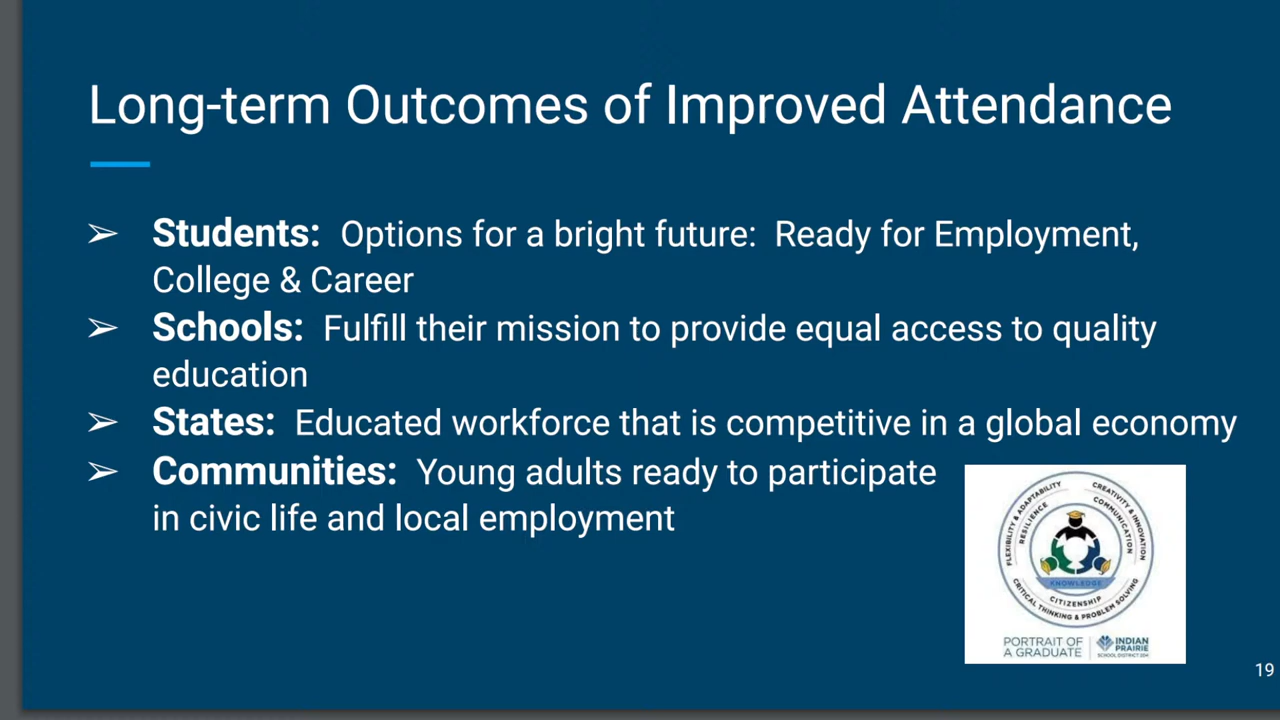 Long-term Outcomes of Improved Attendance
➢ Students: Options for a bright future: Ready for Employment,
College & Career
➢ Schools: Fulfill their mission to provide equal access to quality
education
➢ States: Educated workforce that is competitive in a global economy
➢ Communities: Young adults ready to participate
in civic life and local employment
FLEXIBILITY & ADAPTABILITY
CREATIVITY & INNOVATION
RESILIENCE
COMMUNICATION
KNOWLEDGE
CITIZENSHIP
CRITICAL THINKING & PROBLEM SOLVING
PORTRAIT OF
A GRADUATE
INDIAN
PRAIRIE
SCHOOL DISTRICT 204
19